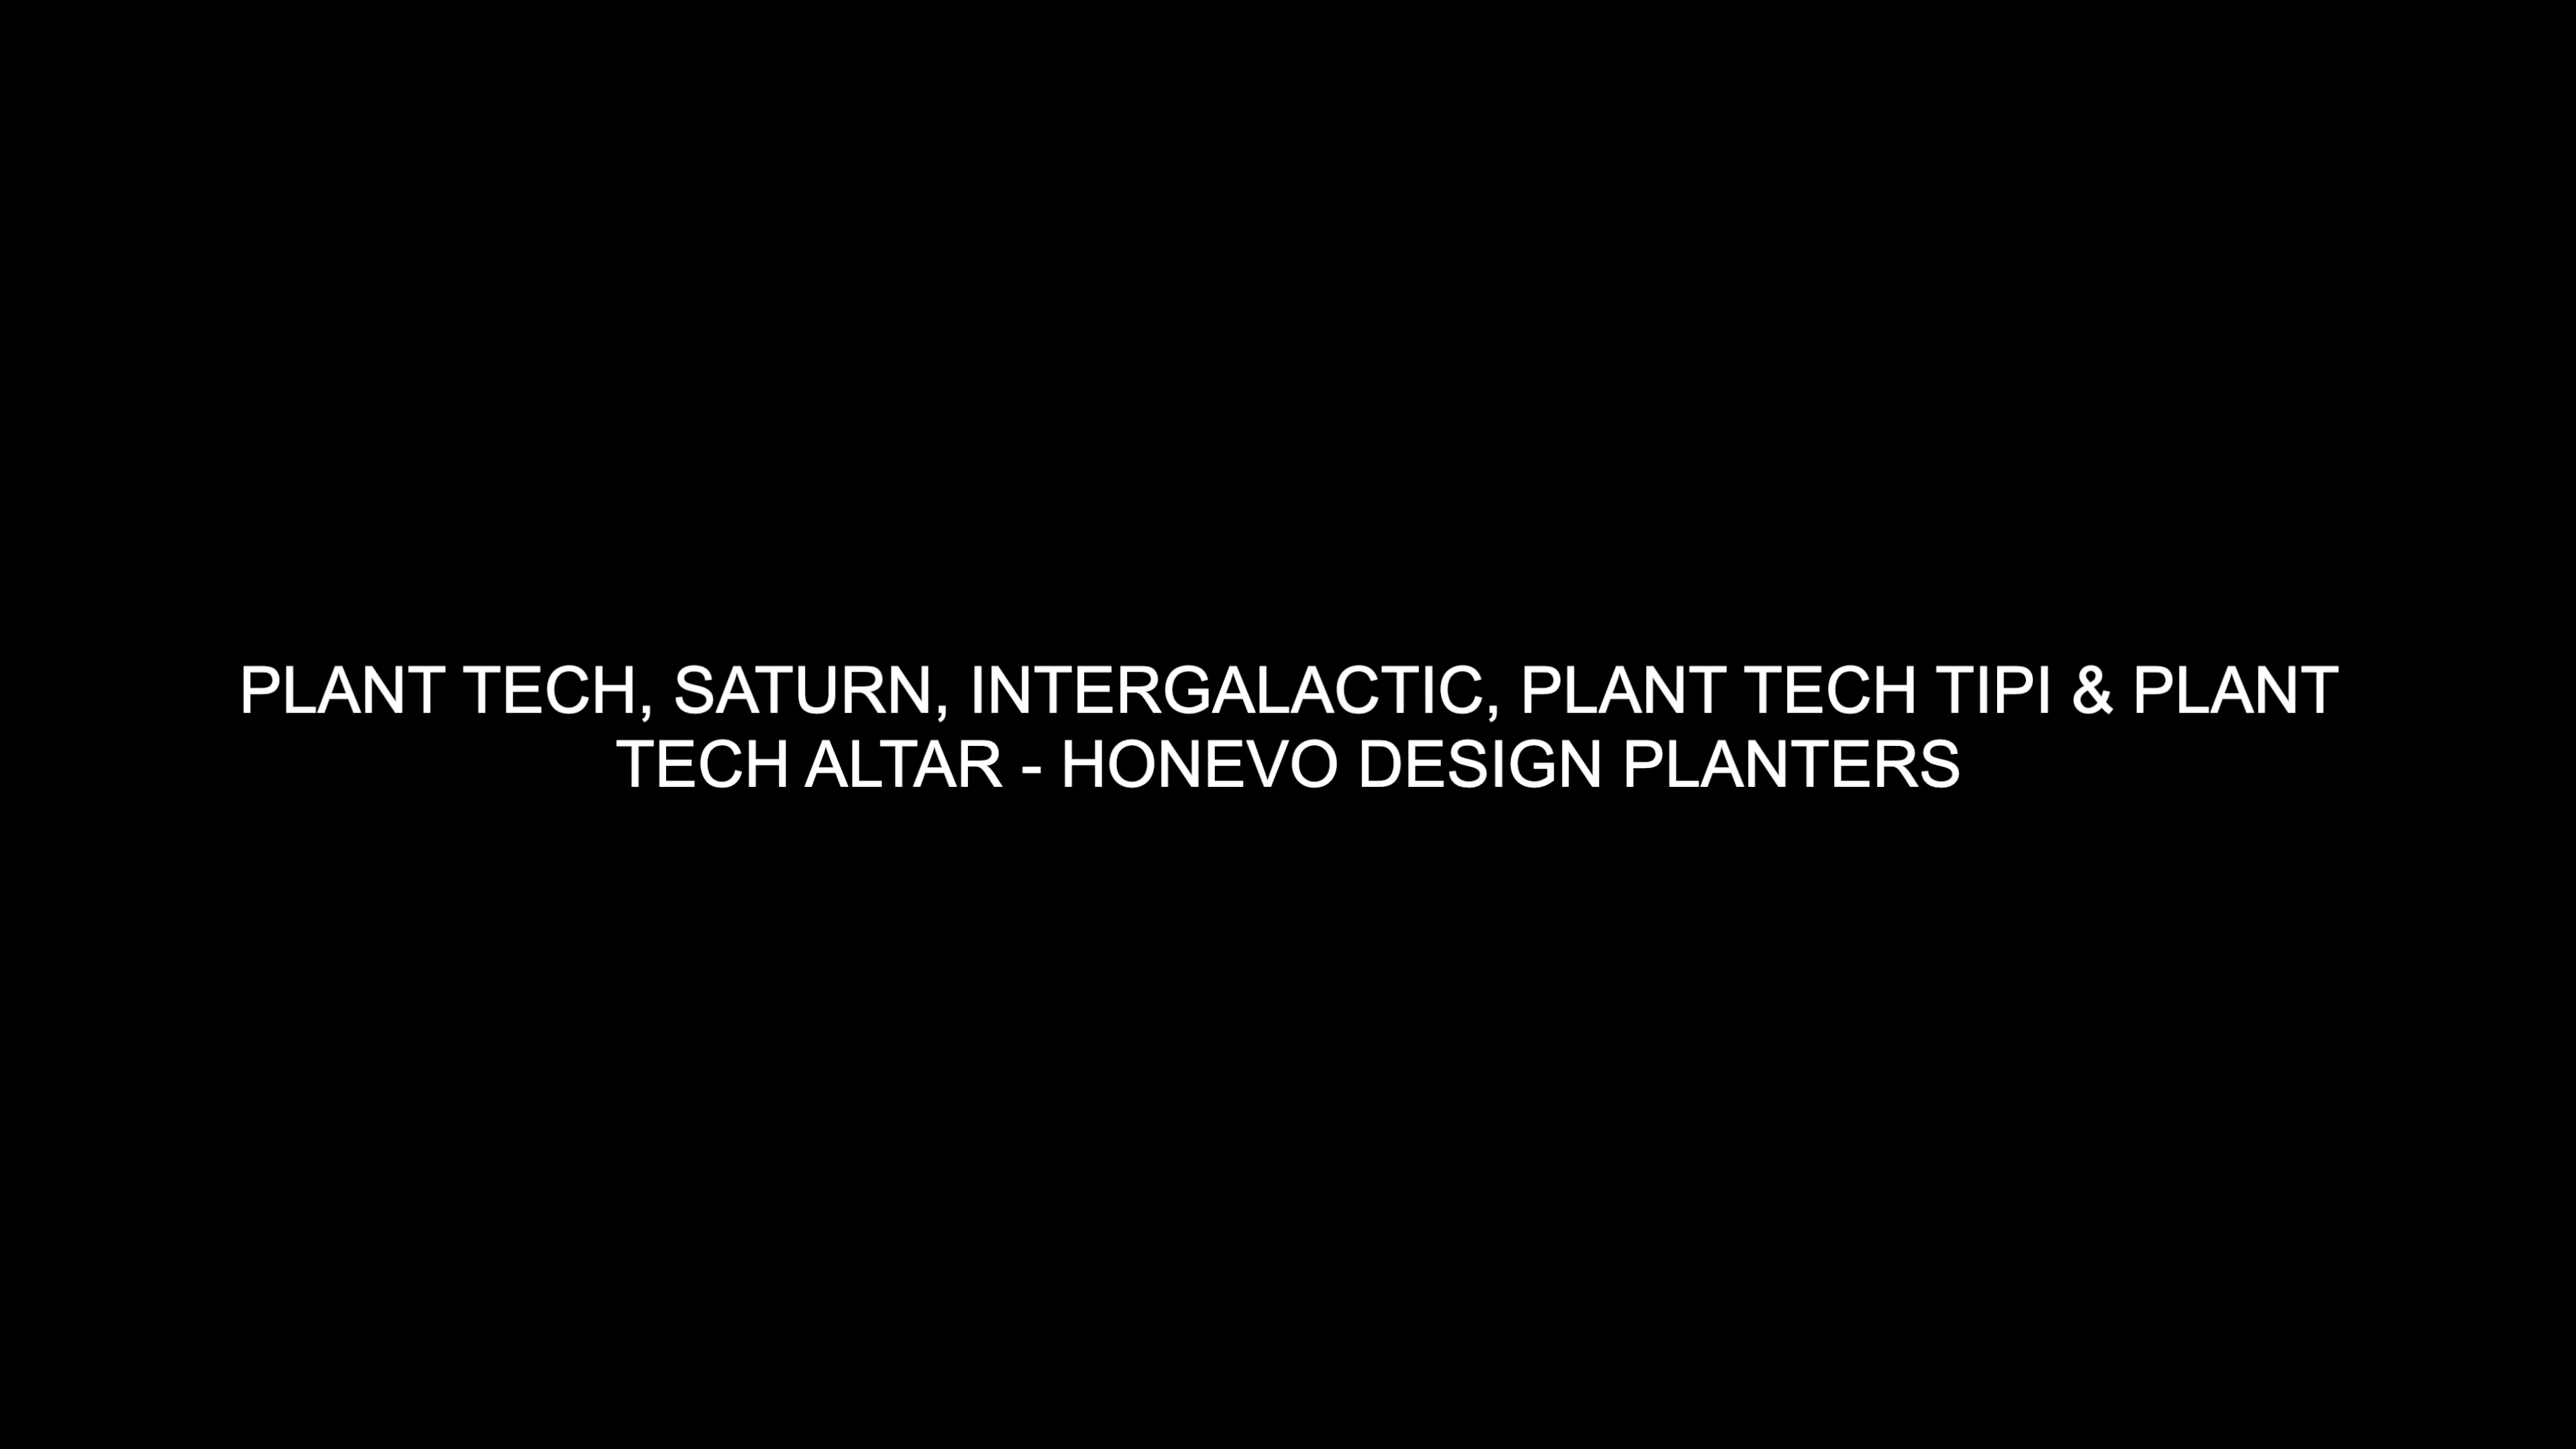 PLANT TECH, SATURN, INTERGALACTIC, PLANT TECH TIPI & PLANT
TECH ALTAR - HONEVO DESIGN PLANTERS